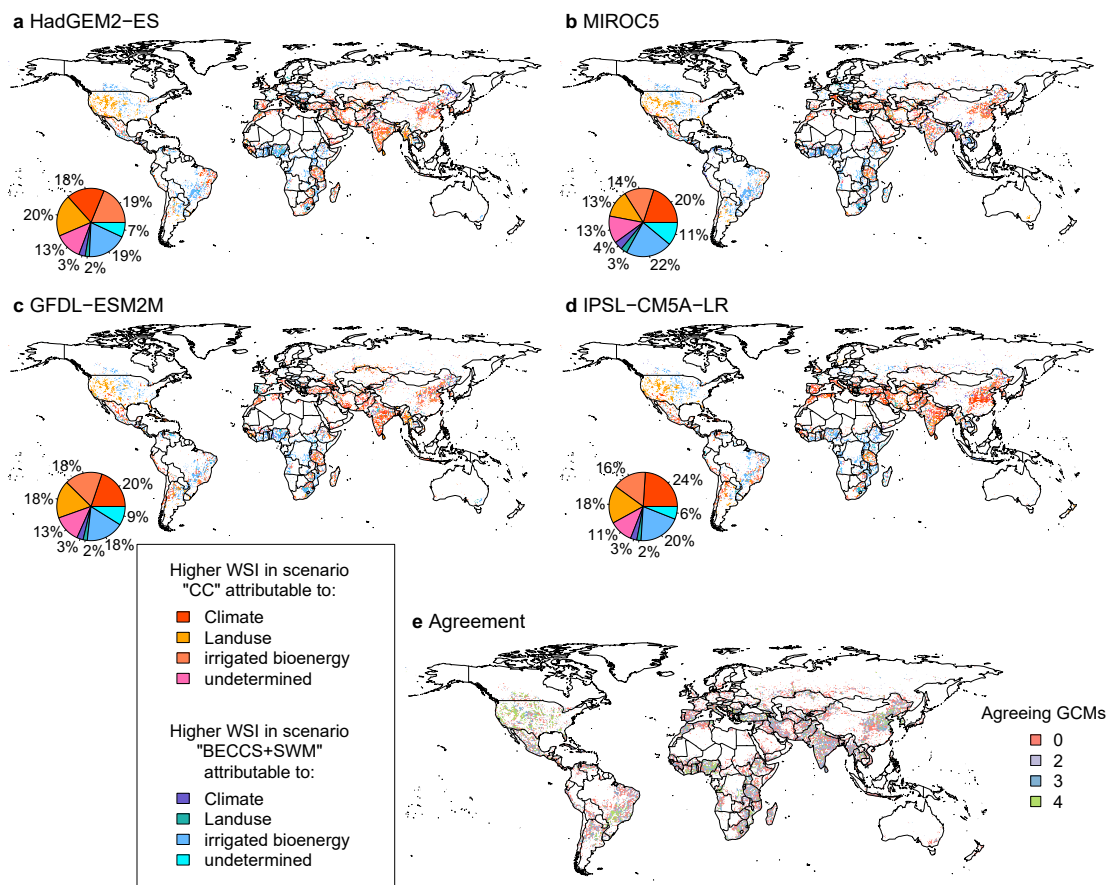 a HadGEM2−ES
b MIROC5
18%
19%
20%
7%
13%
19%
3%
2%
14%
20%
13%
13%
11%
4%
3%
22%
c GFDL−ESM2M
d IPSL−CM5A−LR
18%
20%
18%
9%
13%
18%
3%
2%
16%
24%
18%
6%
11%
20%
3%
2%
Higher WSI in scenario
"CC" attributable to:
Climate
Landuse
irrigated bioenergy
undetermined
Higher WSI in scenario
"BECCS+SWM"
attributable to:
Climate
Landuse
irrigated bioenergy
undetermined
e Agreement
Agreeing GCMs
0
2
3
4